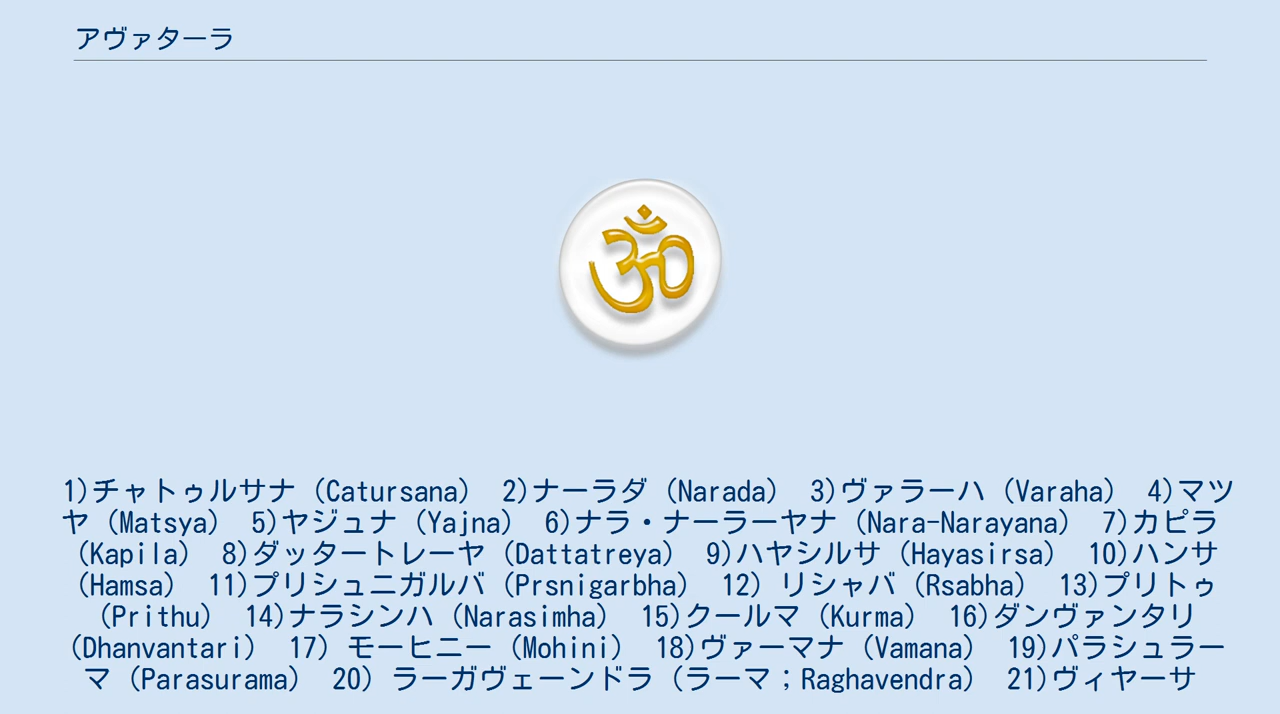 アヴァターラ
ॐ
1)チャトゥルサナ（Catursana） 2)ナーラダ（Narada） 3)ヴァラーハ（Varaha） 4)マツ
ヤ（Matsya） 5)ヤジュナ（Yajna） 6)ナラ・ナーラーヤナ（Nara-Narayana） 7)カピラ
（Kapila） 8)ダッタートレーヤ（Dattatreya） 9)ハヤシルサ（Hayasirsa） 10)ハンサ
（Hamsa） 11)プリシュニガルバ（Prsnigarbha） 12) リシャバ（Rsabha） 13)プリトゥ
（Prithu） 14)ナラシンハ（Narasimha） 15)クールマ（Kurma） 16)ダンヴァンタリ
（Dhanvantari） 17) モーヒニー（Mohini） 18)ヴァーマナ（Vamana） 19)パラシュラー
マ（Parasurama） 20) ラーガヴェーンドラ（ラーマ；Raghavendra） 21)ヴィヤーサ